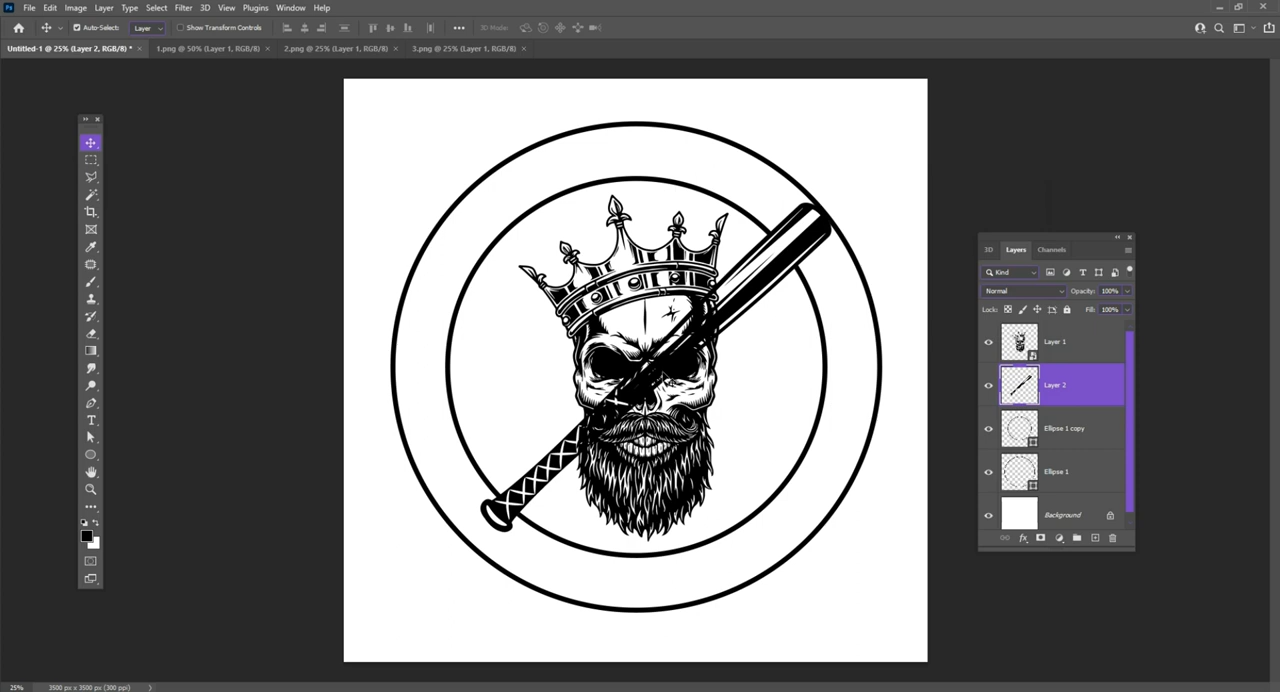 Ps File Edit Image Layer Type Select Filter 3D View Plugins Window Help
Auto-Select: Layer Show Transform Controls 3D Mode:
Untitled-1 @ 25% (Layer 2, RGB/8) * 1.png @ 50% (Layer 1, RGB/8) 2.png @ 25% (Layer 1, RGB/8) 3.png @ 25% (Layer 1, RGB/8)
3D Layers Channels
Kind
Normal Opacity: 100%
Lock: Fill: 100%
Layer 1
Layer 2
Ellipse 1 copy
Ellipse 1
Background
25% 3500 px x 3500 px (300 ppi)